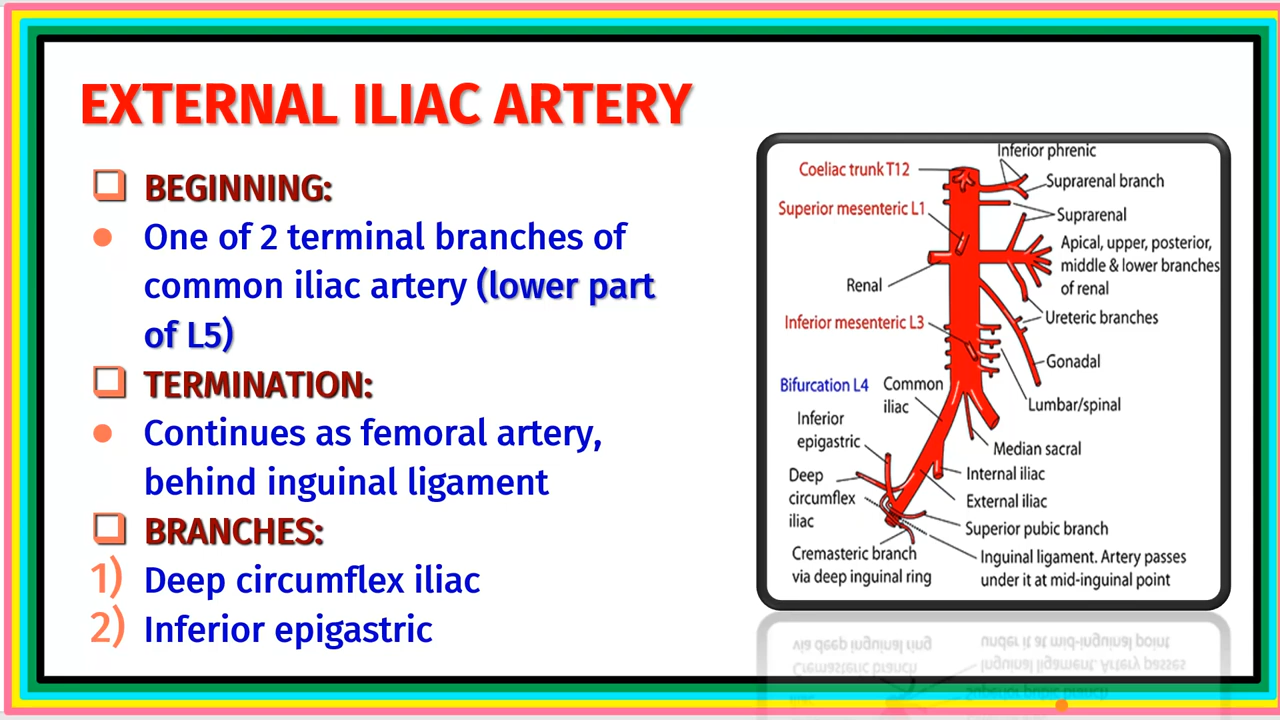 EXTERNAL ILIAC ARTERY
BEGINNING:
One of 2 terminal branches of
common iliac artery (lower part
of L5)
TERMINATION:
Continues as femoral artery,
behind inguinal ligament
BRANCHES:
1) Deep circumflex iliac
2) Inferior epigastric
Inferior phrenic
Coeliac trunk T12
Suprarenal branch
Superior mesenteric L1
Suprarenal
Apical, upper, posterior,
middle & lower branches
of renal
Renal
Ureteric branches
Inferior mesenteric L3
Gonadal
Bifurcation L4
Common
iliac
Lumbar/spinal
Inferior
epigastric
Median sacral
Internal iliac
Deep
circumflex
iliac
External iliac
Superior pubic branch
Cremasteric branch
via deep inguinal ring
Inguinal ligament. Artery passes
under it at mid-inguinal point